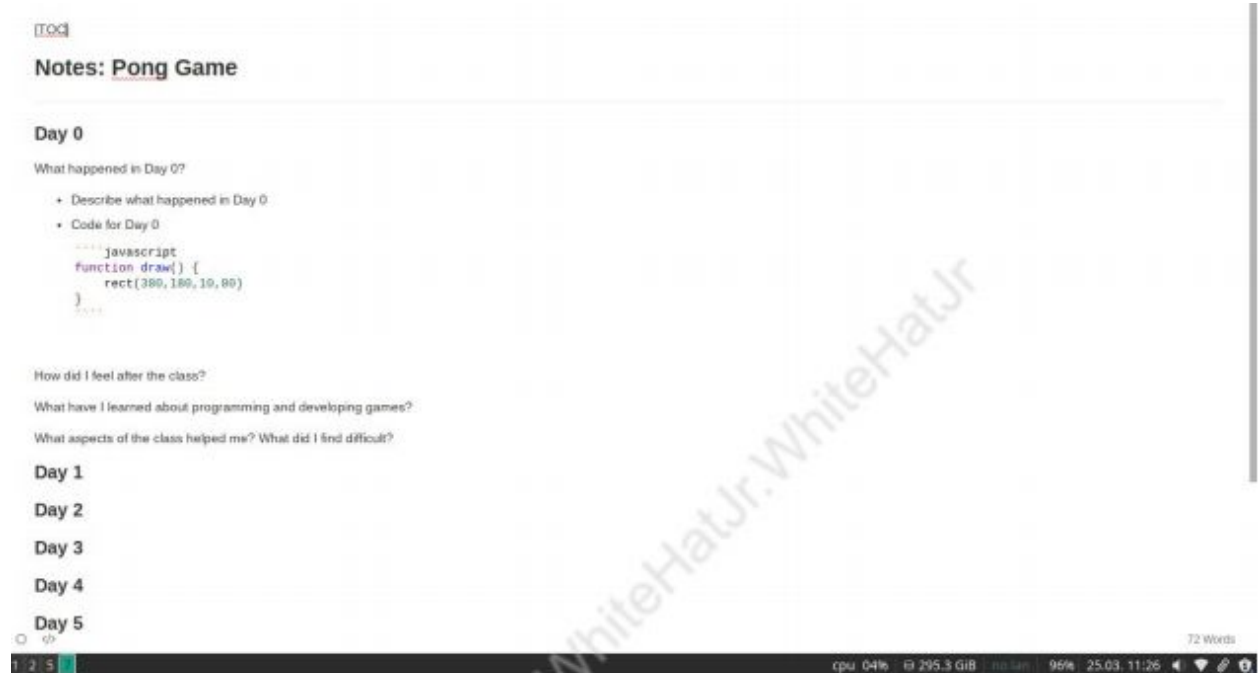 [TOC]
Notes: Pong Game
Day 0
What happened in Day 0?
• Describe what happened in Day 0
• Code for Day 0
````javascript
function draw() {
rect(380,180,10,80)
}
````
How did I feel after the class?
What have I learned about programming and developing games?
What aspects of the class helped me? What did I find difficult?
Day 1
Day 2
Day 3
Day 4
Day 5
</> 72 Words
1 2 5 7 cpu 04% 295.3 GiB no lan 96% 25.03. 11:26
WhiteHatJr.WhiteHatJr